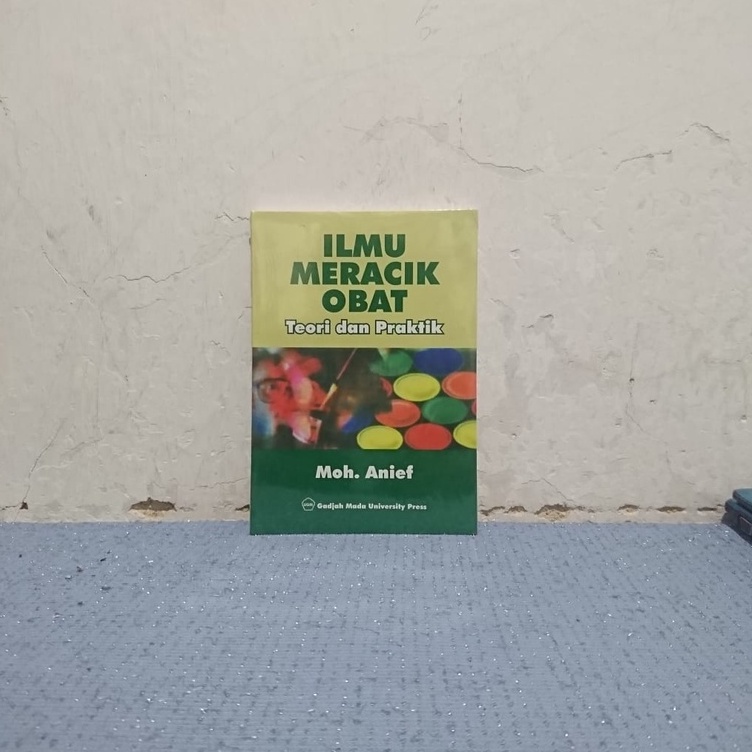 ILMU
MERACIK
OBAT
Teori dan Praktik
Moh. Anief
Gadjah Mada University Press